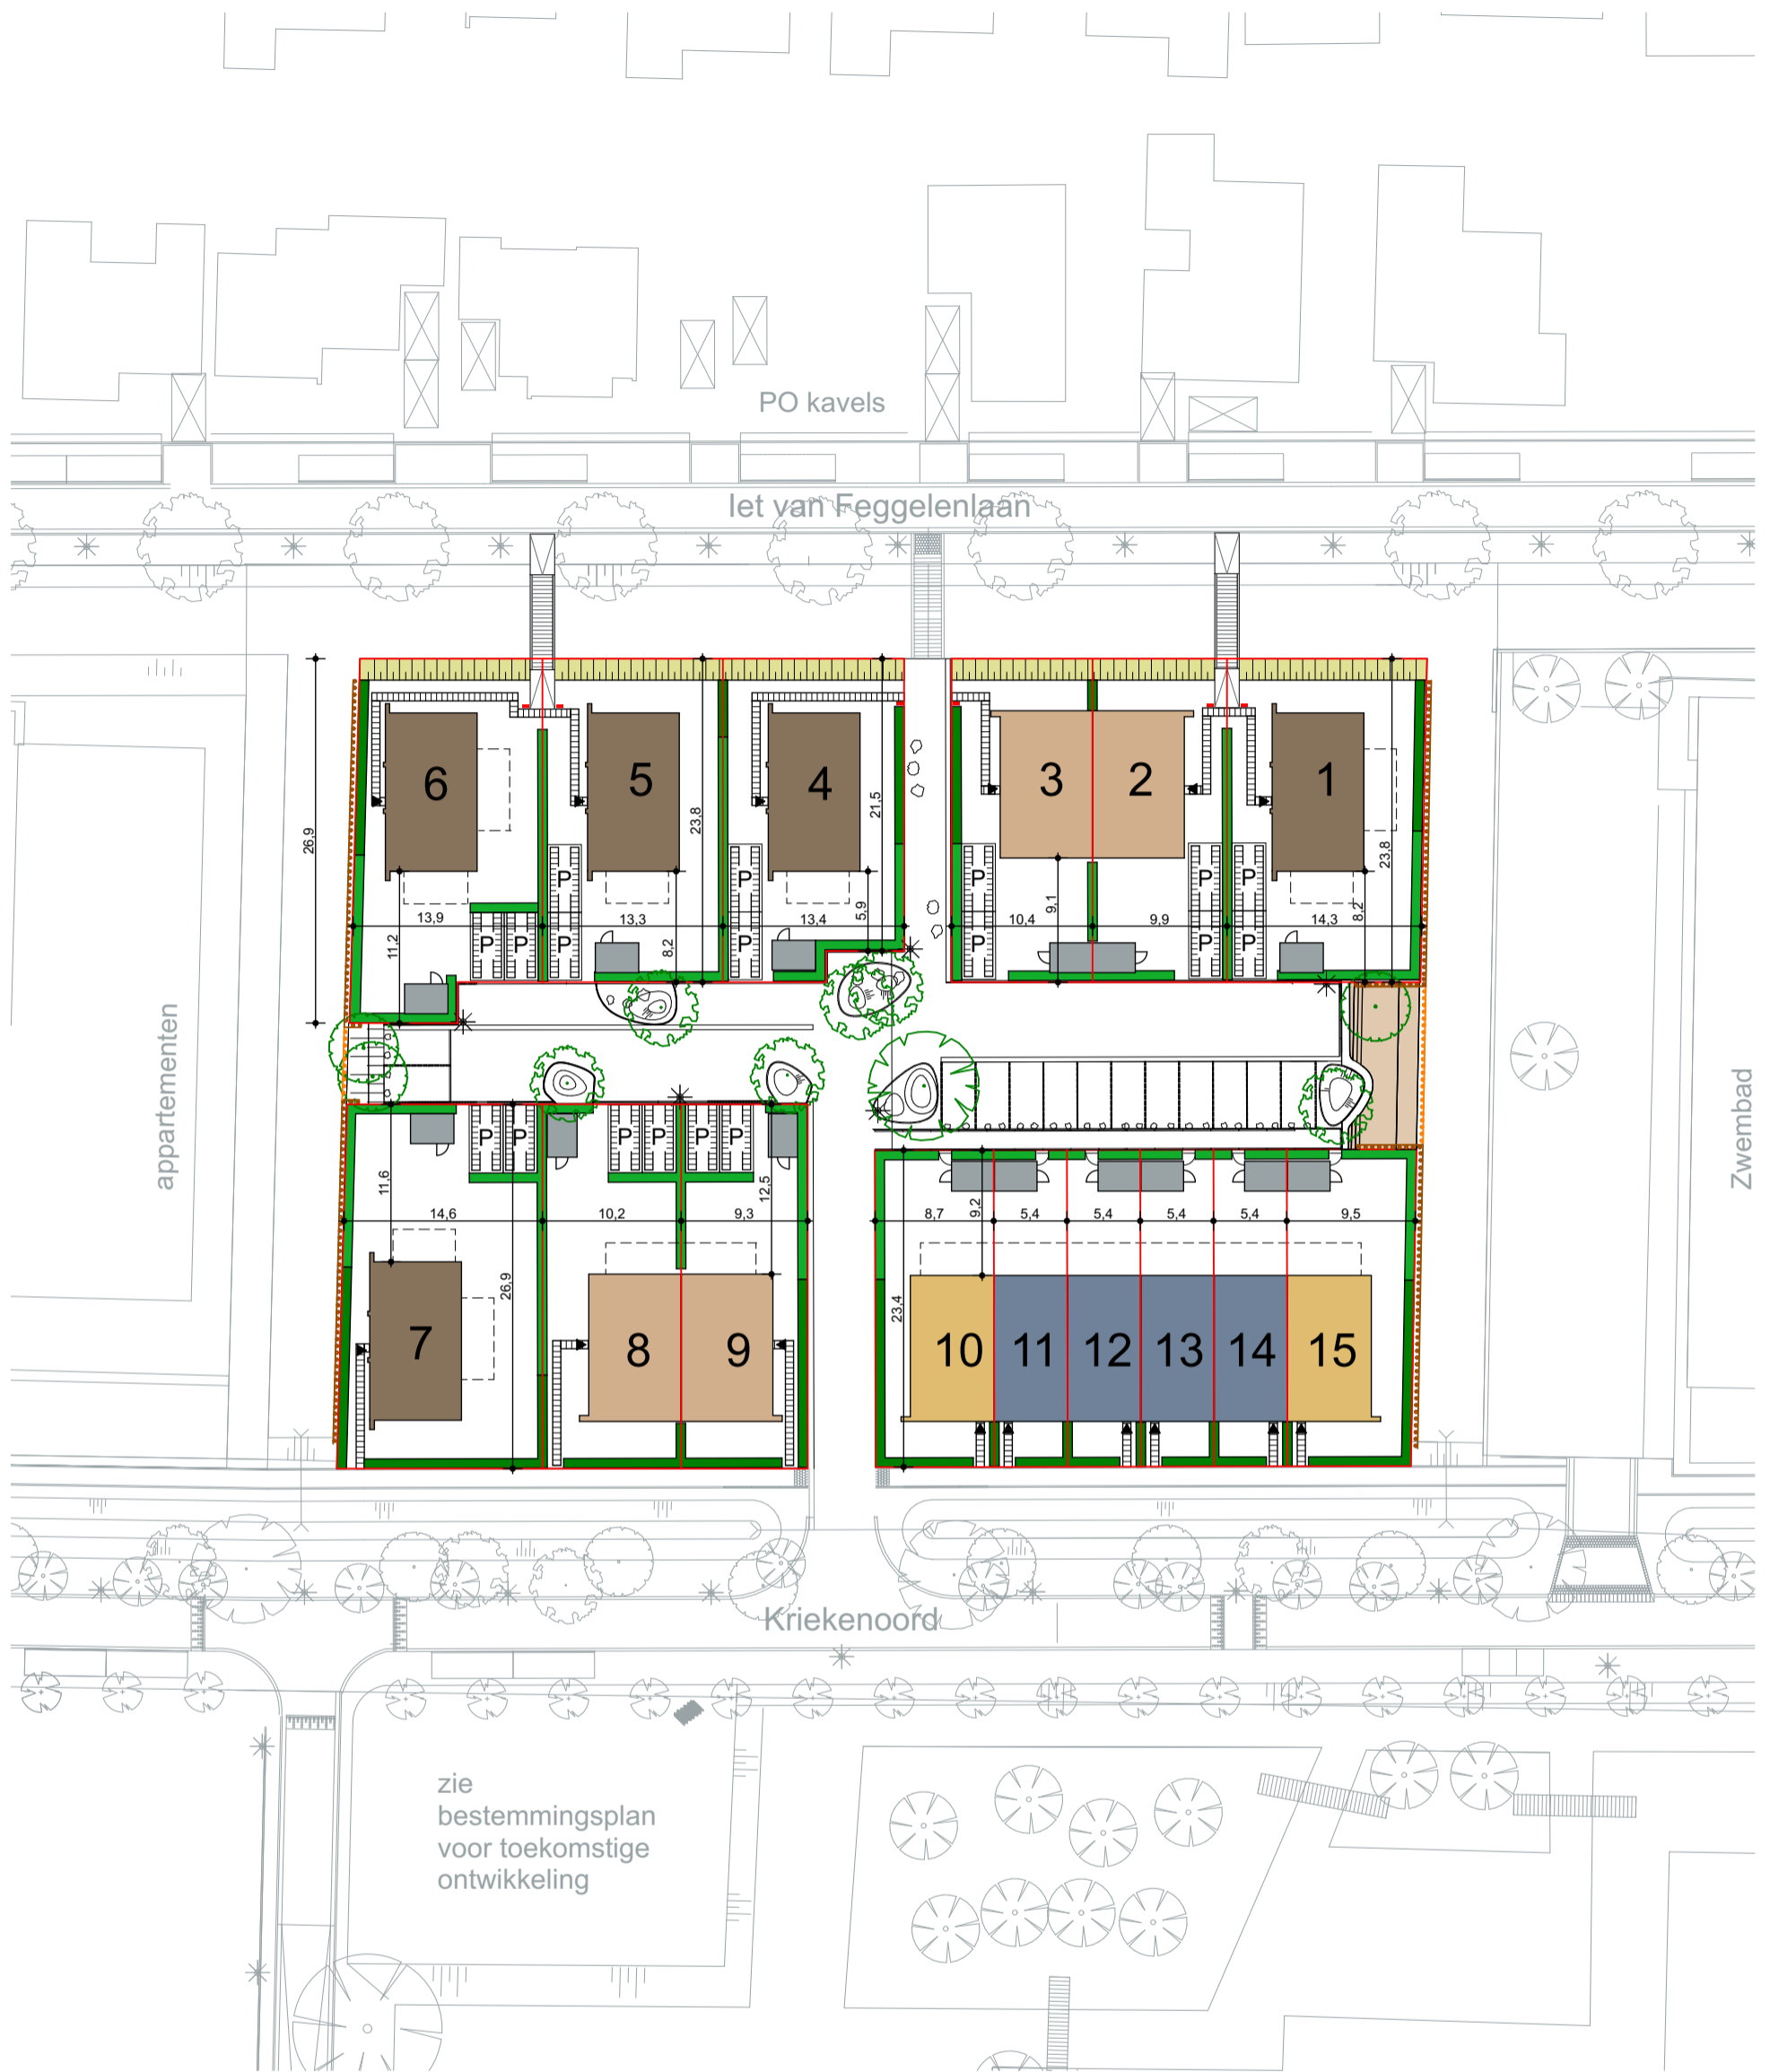 PO kavels
Iet van Feggelenlaan
6
5
4
3
2
1
26,9
23,8
21,5
23,8
P
P
P
P
P
P
P
P
P
P
P
P
13,9
13,3
13,4
10,4
9,9
14,3
11,2
8,2
5,9
9,1
8,2
appartementen
Zwembad
P
P
P
P
P
P
11,6
12,5
9,2
14,6
10,2
9,3
8,7
5,4
5,4
5,4
5,4
9,5
26,9
23,4
7
8
9
10
11
12
13
14
15
Kriekenoord
zie
bestemmingsplan
voor toekomstige
ontwikkeling